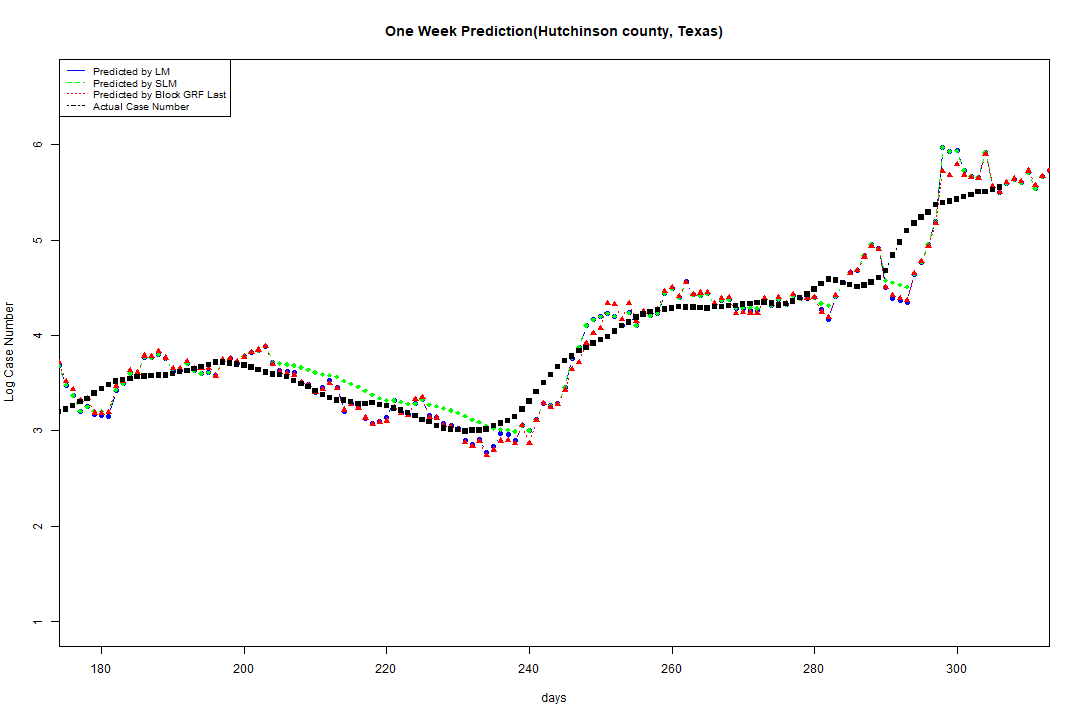 One Week Prediction(Hutchinson county, Texas)
Predicted by LM
Predicted by SLM
Predicted by Block GRF Last
Actual Case Number
6
5
4
3
2
1
Log Case Number
180 200 220 240 260 280 300
days